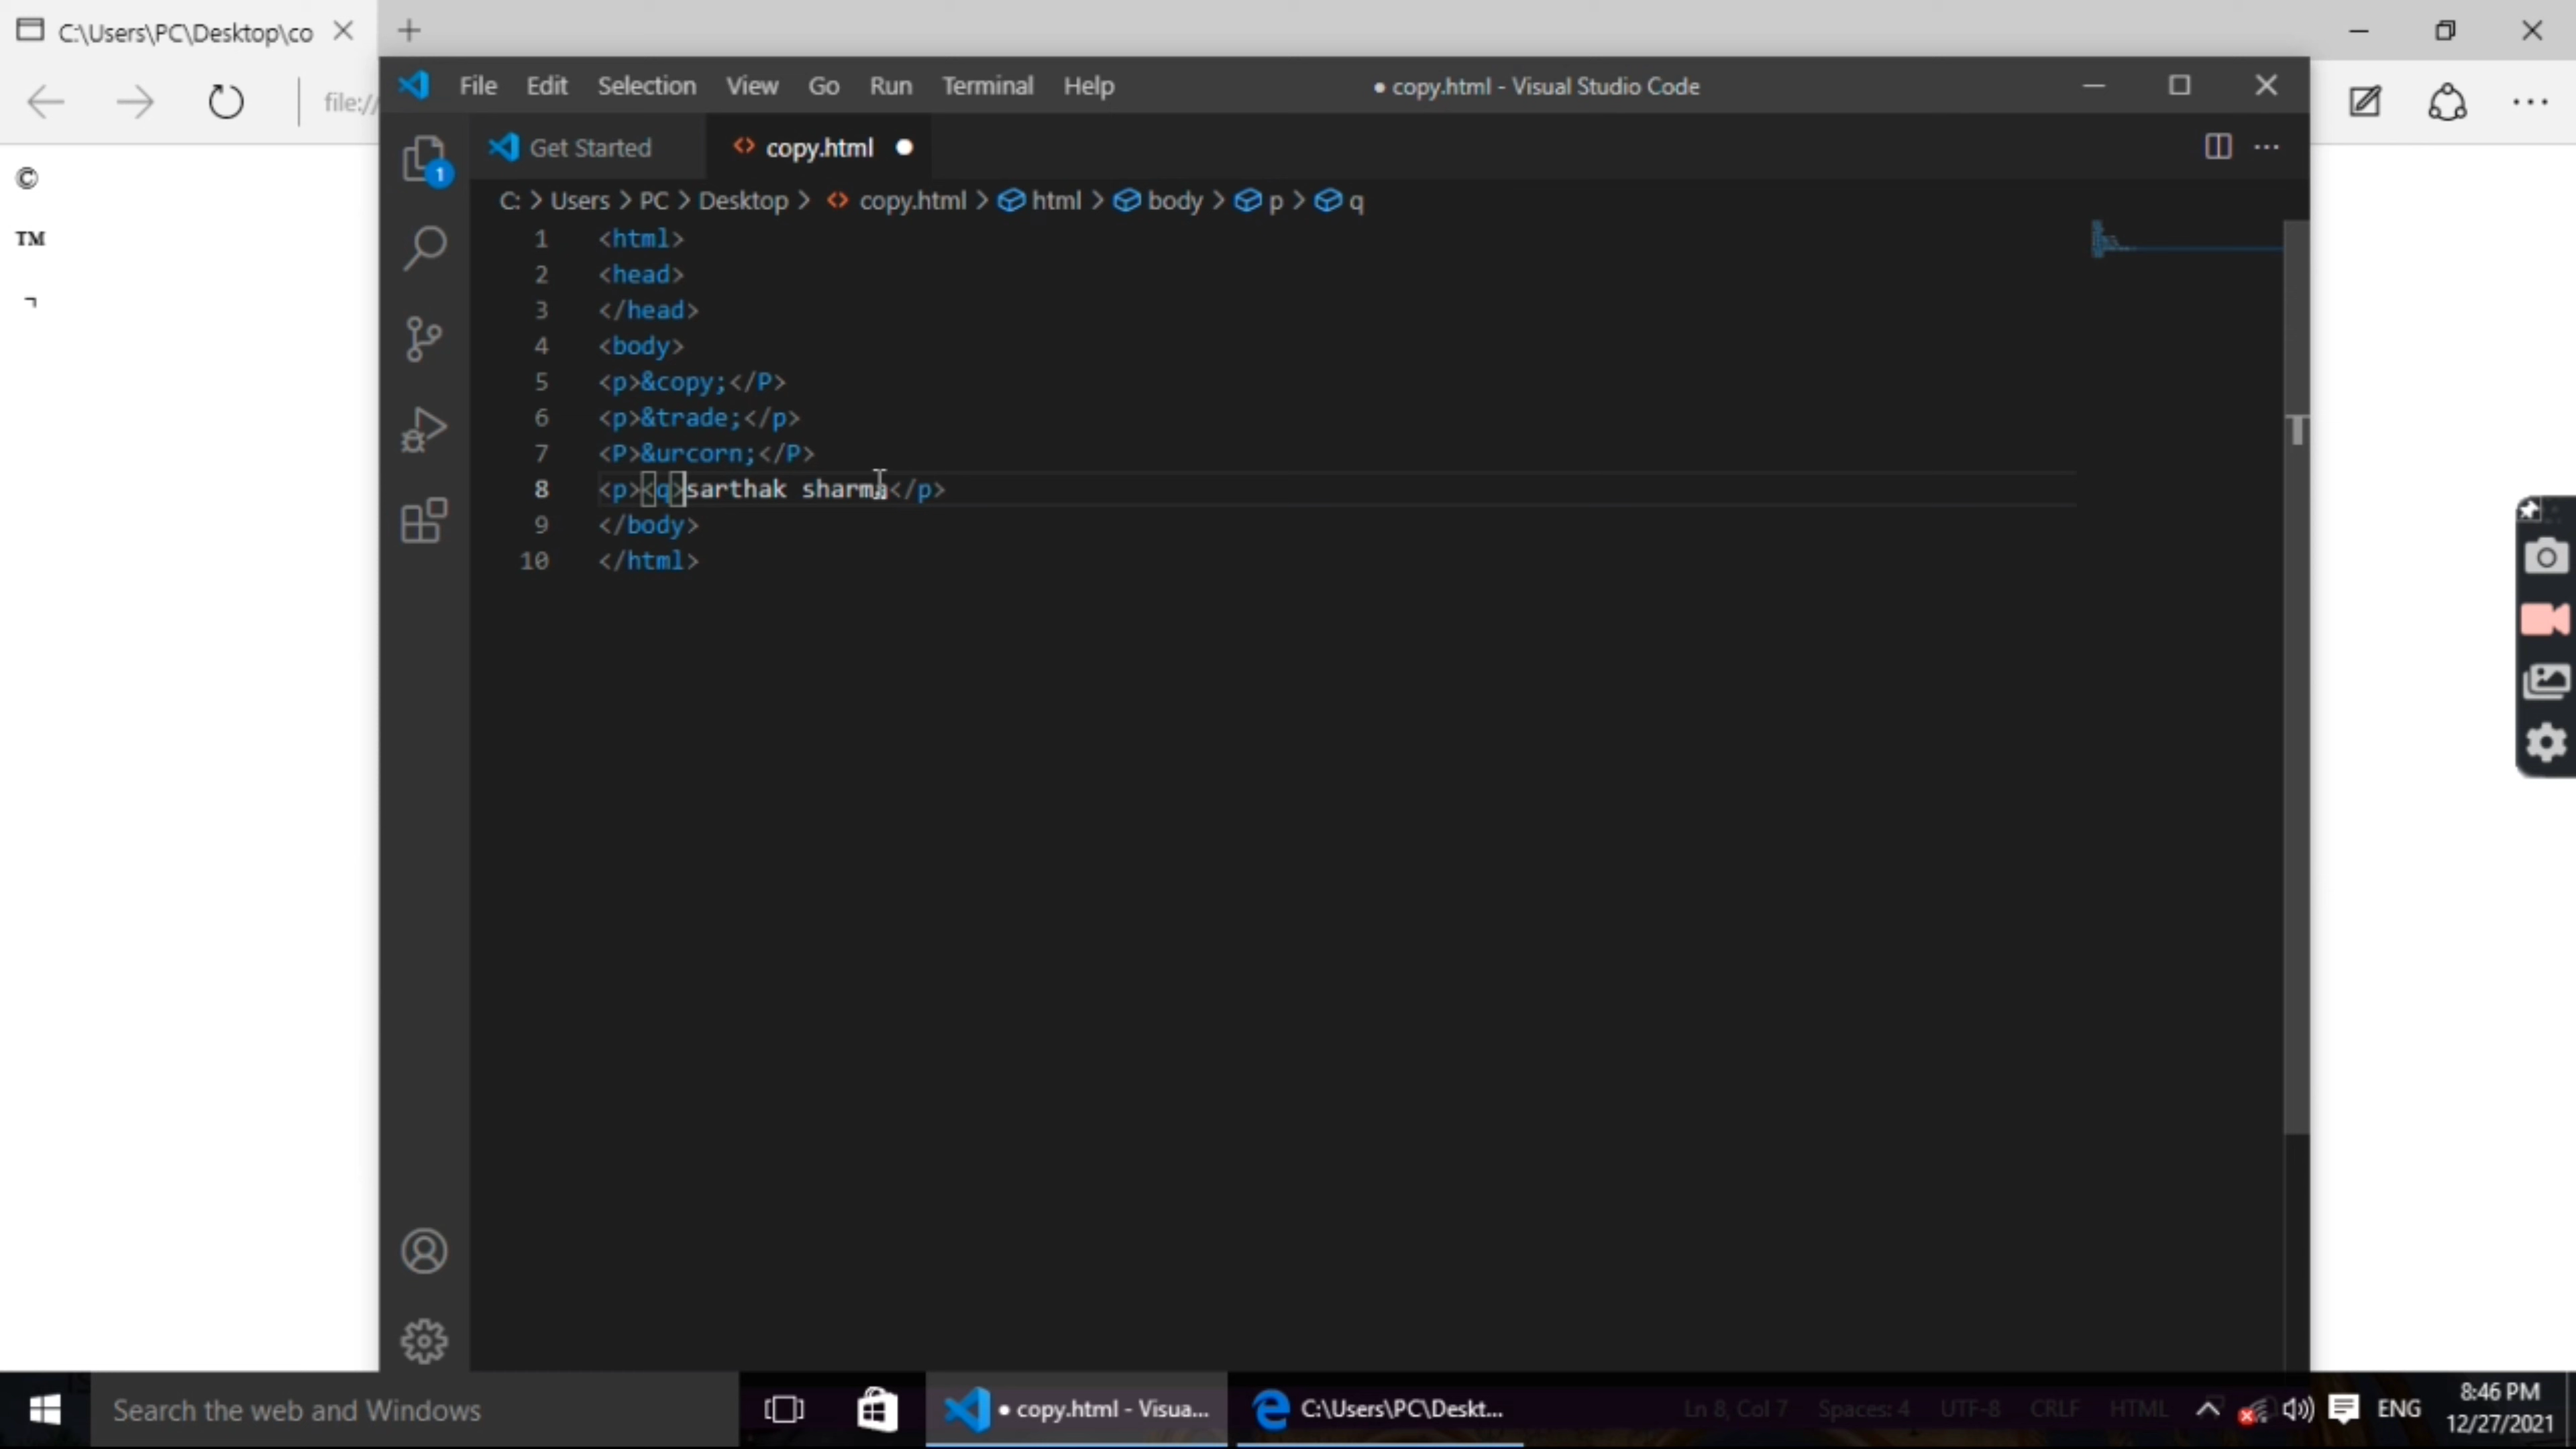 C:\Users\PC\Desktop\co
file://
©
TM
¬
File Edit Selection View Go Run Terminal Help
● copy.html - Visual Studio Code
1
Get Started
<> copy.html ●
C: > Users > PC > Desktop > <> copy.html > html > body > p > q
1 <html>
2 <head>
3 </head>
4 <body>
5 <p>&copy;</P>
6 <p>&trade;</p>
7 <P>&urcorn;</P>
8 <p><q>sarthak sharma</p>
9 </body>
10 </html>
Search the web and Windows
● copy.html - Visua...
C:\Users\PC\Deskt...
Ln 8, Col 7 Spaces: 4 UTF-8 CRLF HTML
ENG
8:46 PM
12/27/2021